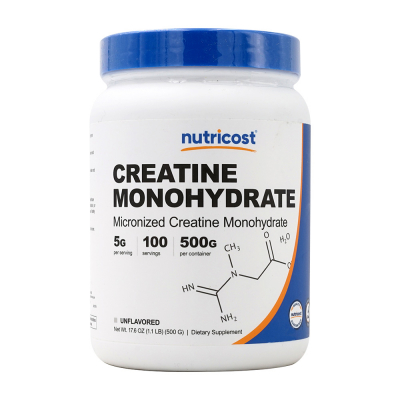 nutricost®
CREATINE
MONOHYDRATE
Micronized Creatine Monohydrate
5G 100 500G
per serving servings per container
CH₃
O
H₂O
N
O
HN
NH₂
UNFLAVORED
Net Wt. 17.6 OZ (1.1 LB) (500 G) | Dietary Supplement